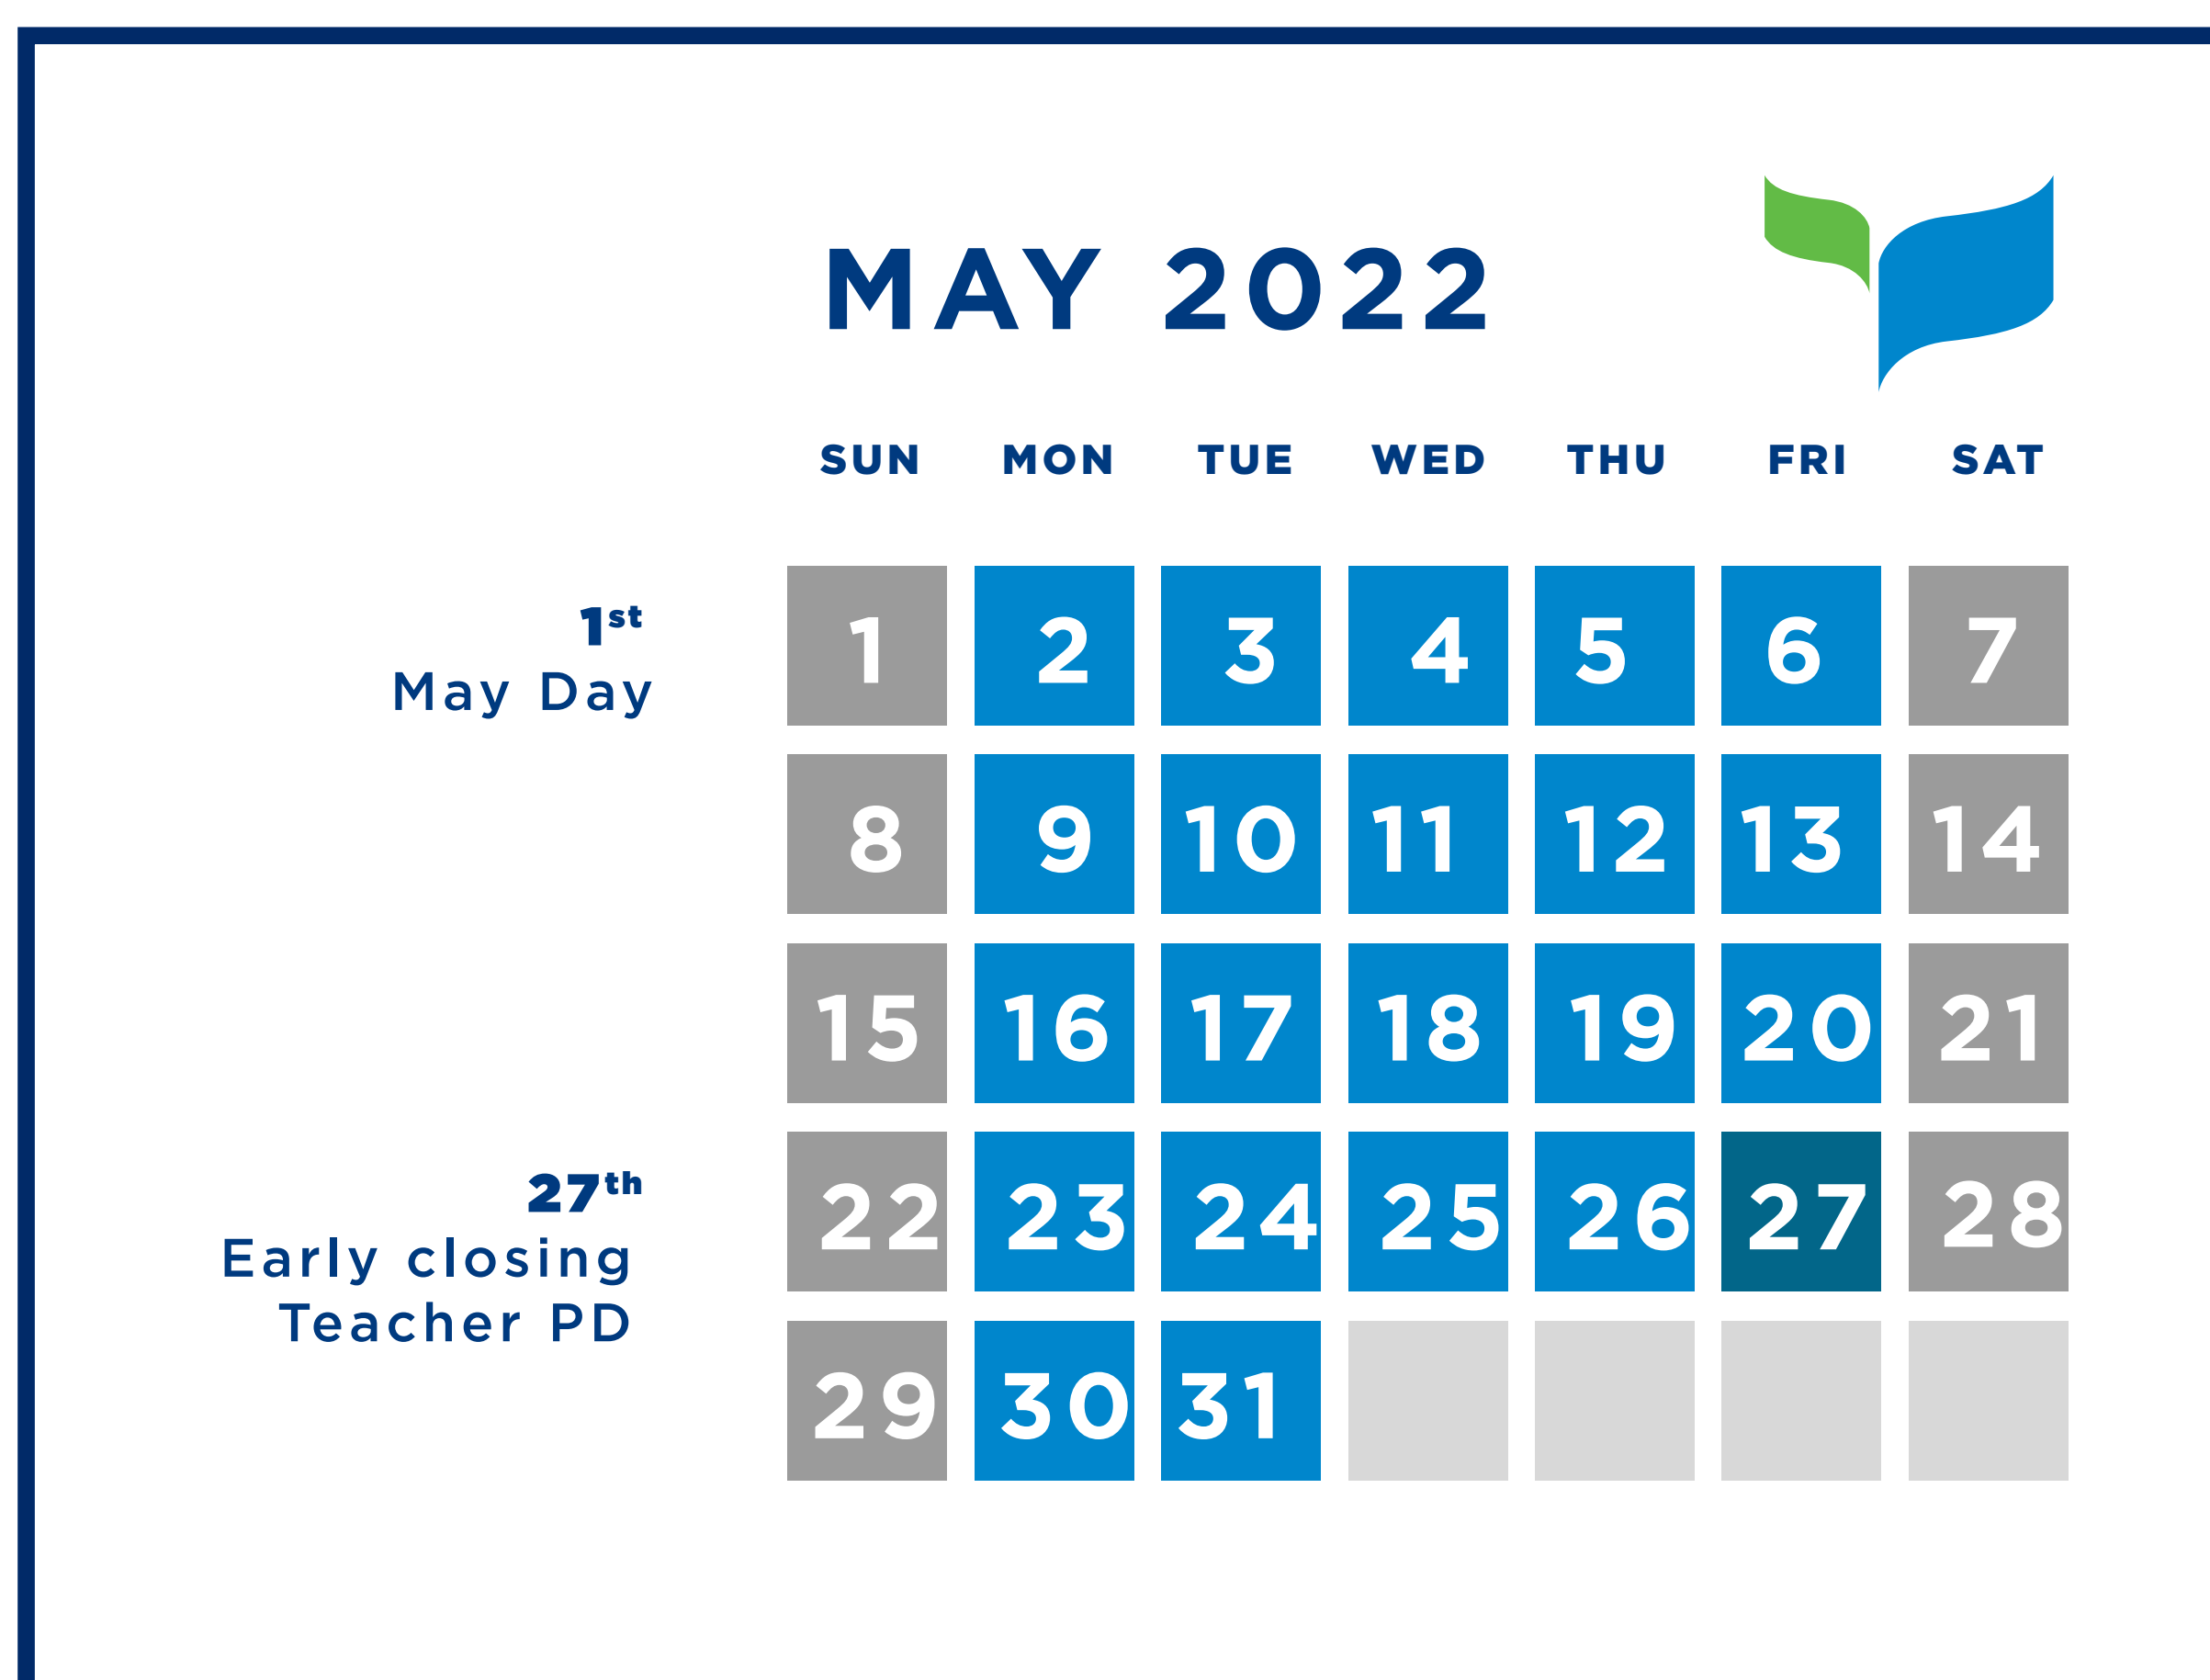 MAY 2022
SUN MON TUE WED THU FRI SAT
1st
May Day
1 2 3 4 5 6 7
8 9 10 11 12 13 14
15 16 17 18 19 20 21
27th
Early closing
Teacher PD
22 23 24 25 26 27 28
29 30 31